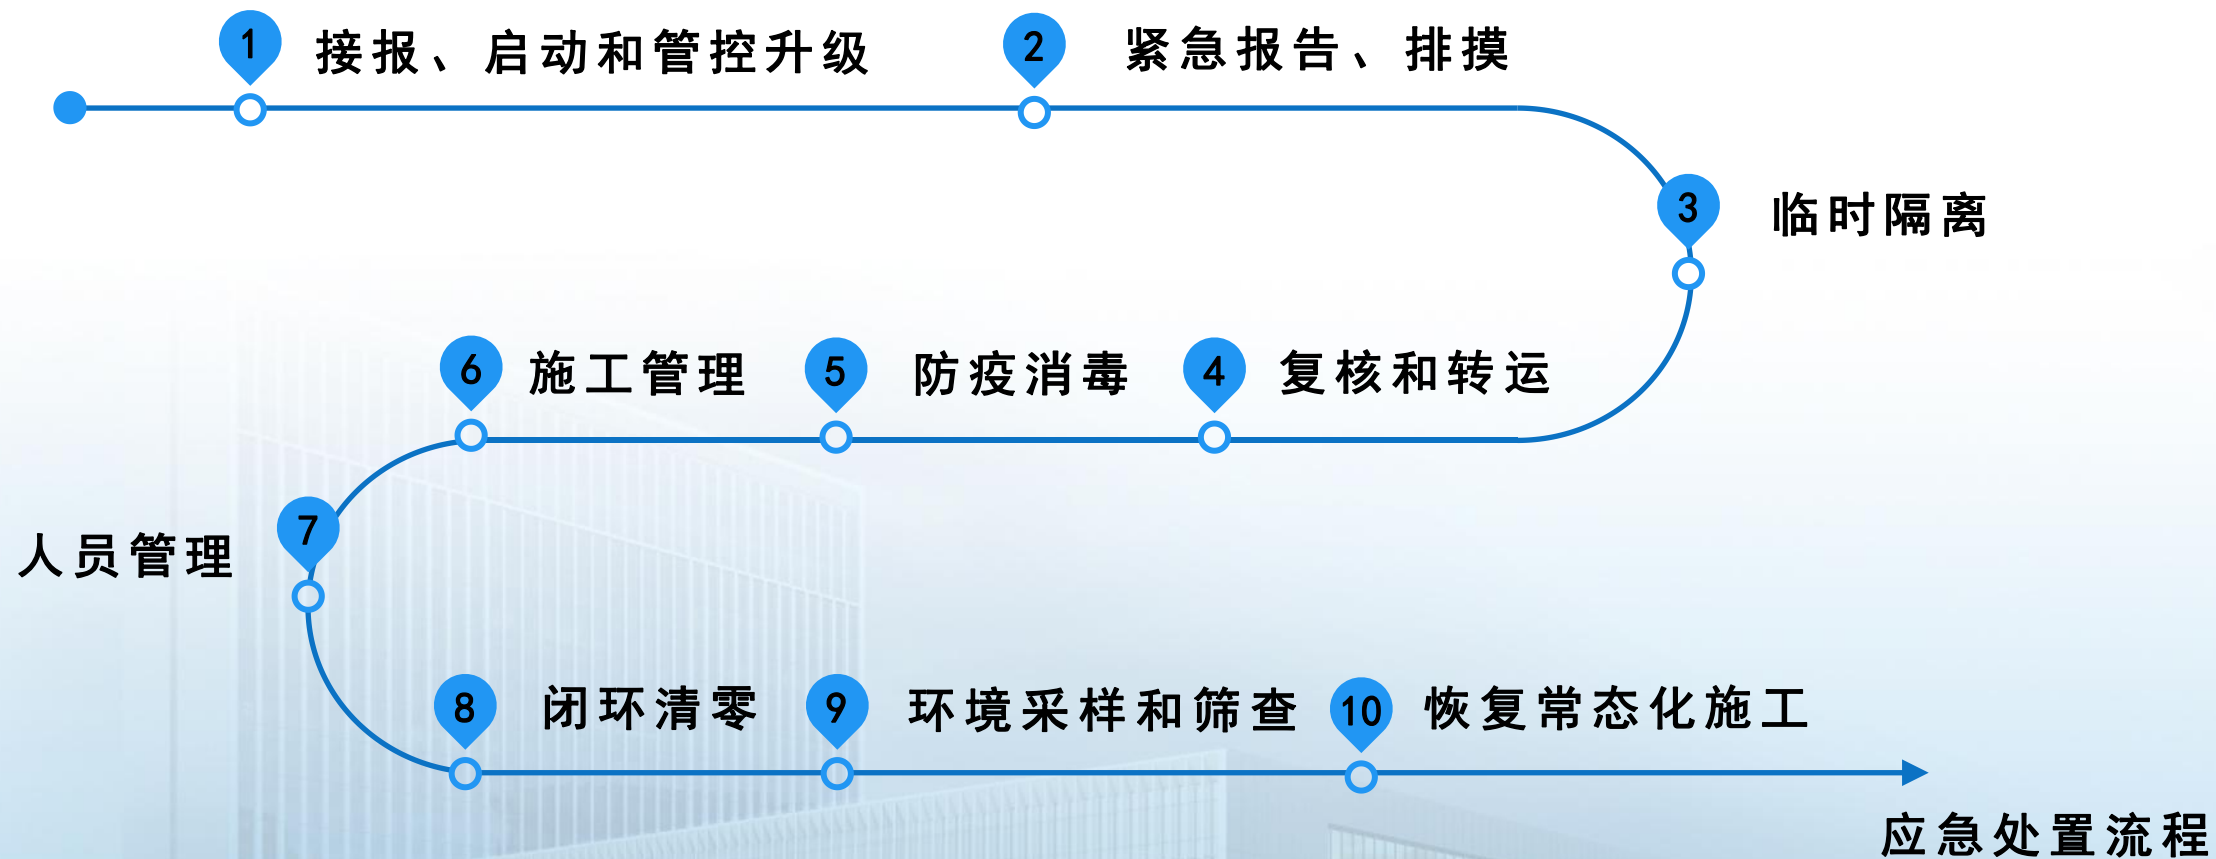 1 接报、启动和管控升级
2 紧急报告、排摸
3 临时隔离
4 复核和转运
5 防疫消毒
6 施工管理
7 人员管理
8 闭环清零
9 环境采样和筛查
10 恢复常态化施工
应急处置流程